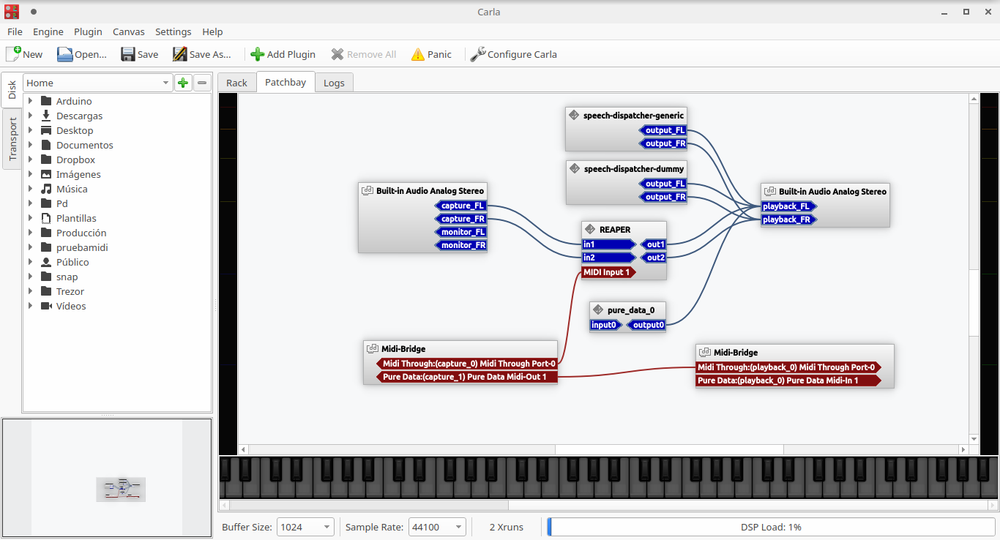 Carla
File Engine Plugin Canvas Settings Help
New Open... Save Save As... Add Plugin Remove All Panic Configure Carla
Disk
Transport
Home
Arduino
Descargas
Desktop
Documentos
Dropbox
Imágenes
Música
Pd
Plantillas
Producción
pruebamidi
Público
snap
Trezor
Vídeos
Rack Patchbay Logs
speech-dispatcher-generic
output_FL
output_FR
speech-dispatcher-dummy
output_FL
output_FR
Built-in Audio Analog Stereo
capture_FL
capture_FR
monitor_FL
monitor_FR
Built-in Audio Analog Stereo
playback_FL
playback_FR
REAPER
in1 out1
in2 out2
MIDI Input 1
pure_data_0
input0 output0
Midi-Bridge
Midi Through:(capture_0) Midi Through Port-0
Pure Data:(capture_1) Pure Data Midi-Out 1
Midi-Bridge
Midi Through:(playback_0) Midi Through Port-0
Pure Data:(playback_0) Pure Data Midi-In 1
Buffer Size: 1024 Sample Rate: 44100 2 Xruns DSP Load: 1%